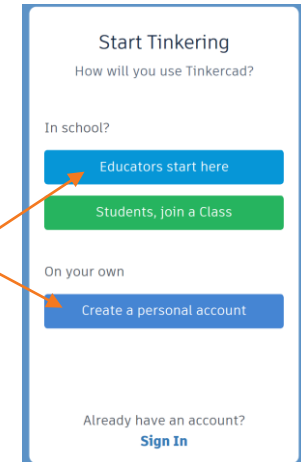 Start Tinkering
How will you use Tinkercad?
In school?
Educators start here
Students, join a Class
On your own
Create a personal account
Already have an account?
Sign In